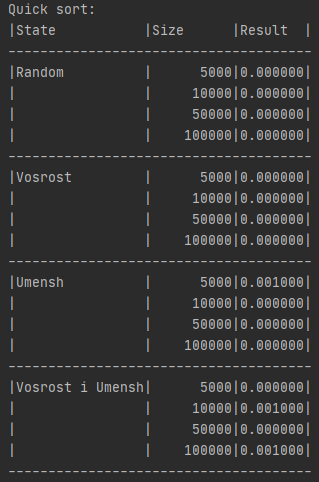 Quick sort:
|State           |Size      |Result  |
--------------------------------------
|Random          |      5000|0.000000|
|                |     10000|0.000000|
|                |     50000|0.000000|
|                |    100000|0.000000|
--------------------------------------
|Vosrost         |      5000|0.000000|
|                |     10000|0.000000|
|                |     50000|0.000000|
|                |    100000|0.000000|
--------------------------------------
|Umensh          |      5000|0.001000|
|                |     10000|0.000000|
|                |     50000|0.000000|
|                |    100000|0.000000|
--------------------------------------
|Vosrost i Umensh|      5000|0.000000|
|                |     10000|0.001000|
|                |     50000|0.000000|
|                |    100000|0.001000|
--------------------------------------